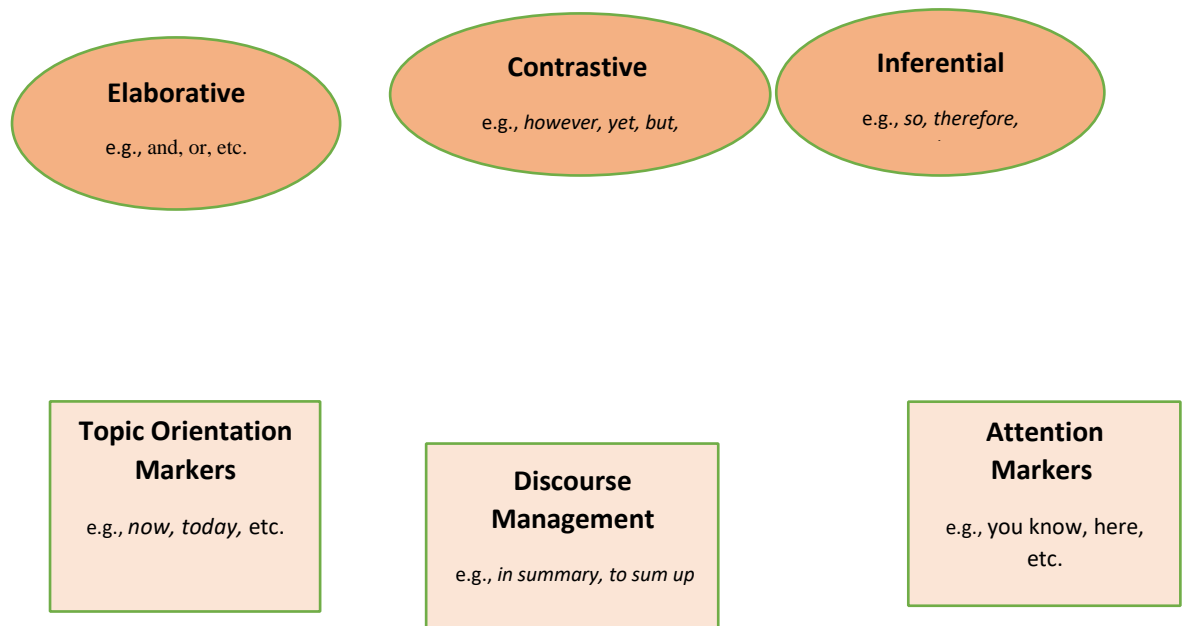 Elaborative
e.g., and, or, etc.
Contrastive
e.g., however, yet, but,
Inferential
e.g., so, therefore,
Topic Orientation
Markers
e.g., now, today, etc.
Discourse
Management
e.g., in summary, to sum up
Attention
Markers
e.g., you know, here,
etc.